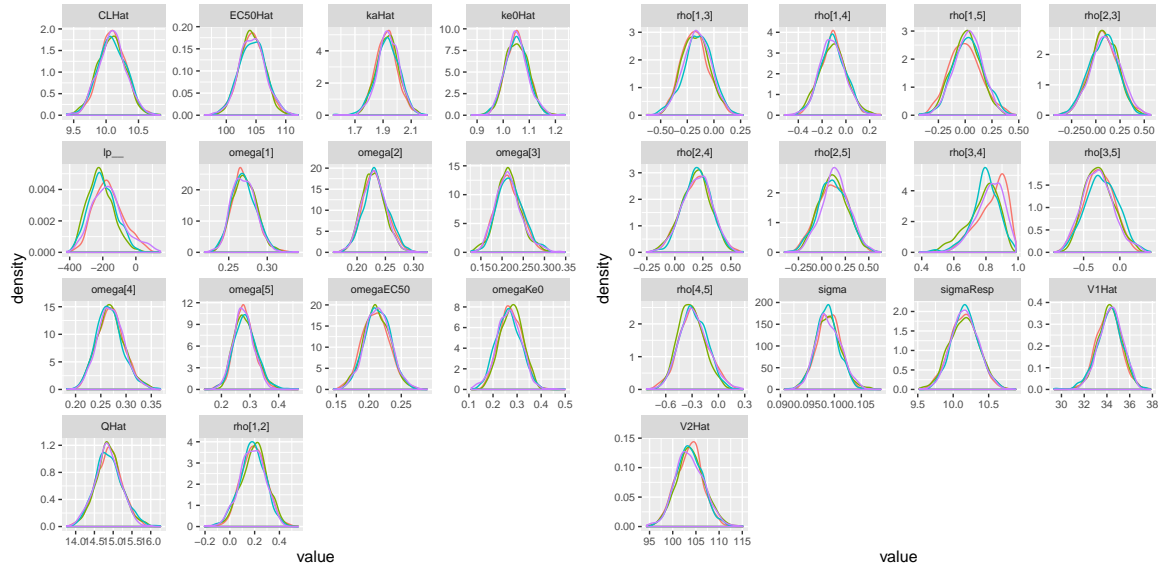 CLHat EC50Hat kaHat ke0Hat rho[1,3] rho[1,4] rho[1,5] rho[2,3]
2.0 1.5 1.0 0.5 0.0
0.20 0.15 0.10 0.05 0.00
4 2 0
10.0 7.5 5.0 2.5 0.0
3 2 1 0
4 3 2 1 0
3 2 1 0
2 1 0
9.5 10.0 10.5 100 105 110 1.7 1.9 2.1 0.9 1.0 1.1 1.2 −0.50 −0.25 0.00 0.25 −0.4 −0.2 0.0 0.2 −0.25 0.00 0.25 0.50 −0.250.00 0.25 0.50
lp__ omega[1] omega[2] omega[3] rho[2,4] rho[2,5] rho[3,4] rho[3,5]
0.004 0.002 0.000
20 10 0
20 15 10 5 0
15 10 5 0
3 2 1 0
3 2 1 0
4 2 0
1.5 1.0 0.5 0.0
−400 −200 0 0.25 0.30 0.20 0.25 0.30 0.35 0.150.200.250.300.35 −0.25 0.00 0.25 0.50 −0.250.00 0.25 0.50 0.4 0.6 0.8 1.0 −0.5 0.0
density density
omega[4] omega[5] omegaEC50 omegaKe0 rho[4,5] sigma sigmaResp V1Hat
15 10 5 0
12 9 6 3 0
20 15 10 5 0
8 6 4 2 0
2 1 0
200 150 100 50 0
2.0 1.5 1.0 0.5 0.0
0.4 0.3 0.2 0.1 0.0
0.20 0.25 0.30 0.35 0.2 0.3 0.4 0.15 0.20 0.25 0.1 0.2 0.3 0.4 0.5 −0.6 −0.3 0.0 0.3 0.0900.0950.1000.105 9.5 10.0 10.5 30 32 34 36 38
QHat rho[1,2] V2Hat
1.2 0.8 0.4 0.0
4 3 2 1 0
0.15 0.10 0.05 0.00
14.014.515.015.516.0 −0.2 0.0 0.2 0.4 95 100 105 110 115
value value